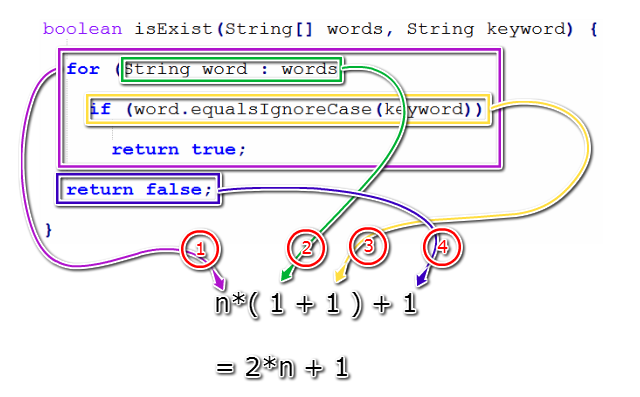 boolean isExist(String[] words, String keyword) {
for (String word : words
if (word.equalsIgnoreCase(keyword))
return true;
return false;
}
1 2 3 4
n*( 1 + 1 ) + 1
= 2*n + 1